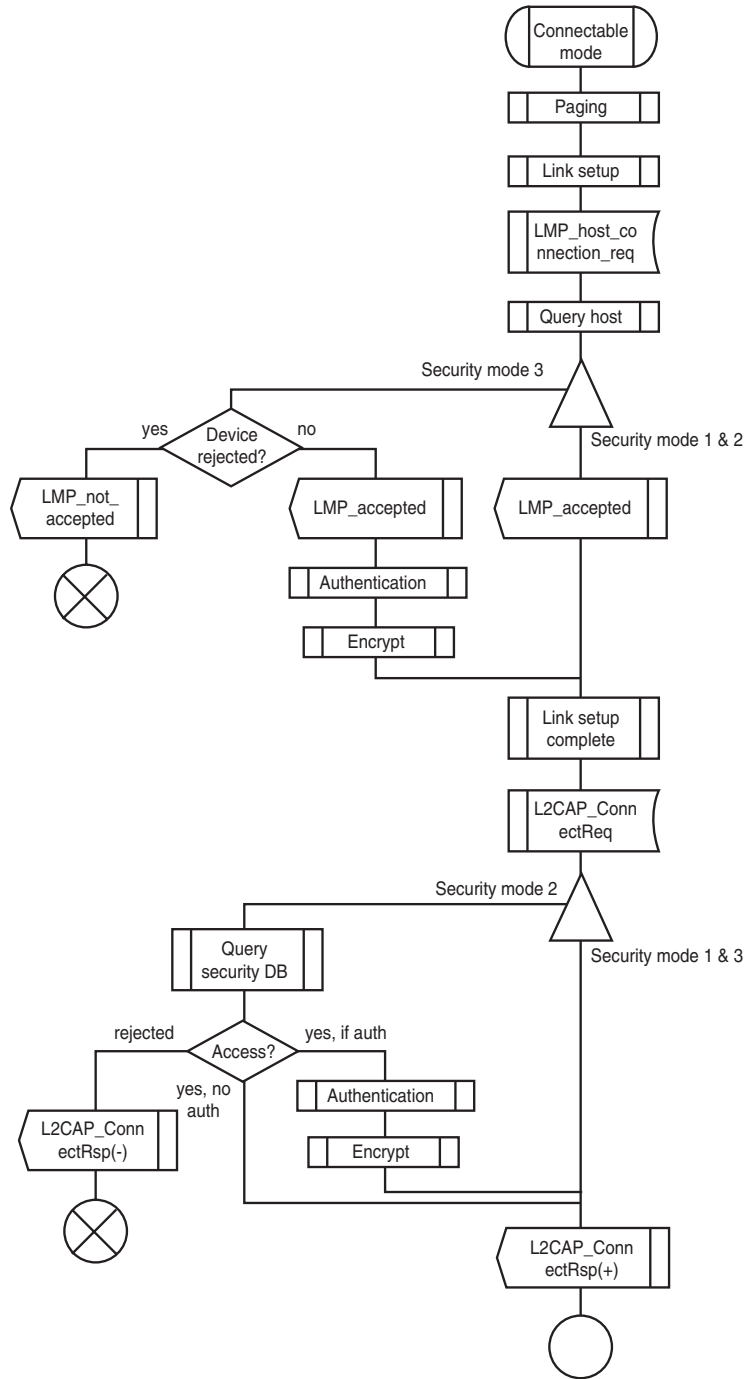 Connectable
mode
Paging
Link setup
LMP_host_co
nnection_req
Query host
Security mode 3
Security mode 1 & 2
yes
Device
rejected?
no
LMP_not_
accepted
LMP_accepted
LMP_accepted
Authentication
Encrypt
Link setup
complete
L2CAP_Conn
ectReq
Security mode 2
Security mode 1 & 3
Query
security DB
rejected
Access?
yes, if auth
yes, no
auth
Authentication
L2CAP_Conn
ectRsp(-)
Encrypt
L2CAP_Conn
ectRsp(+)